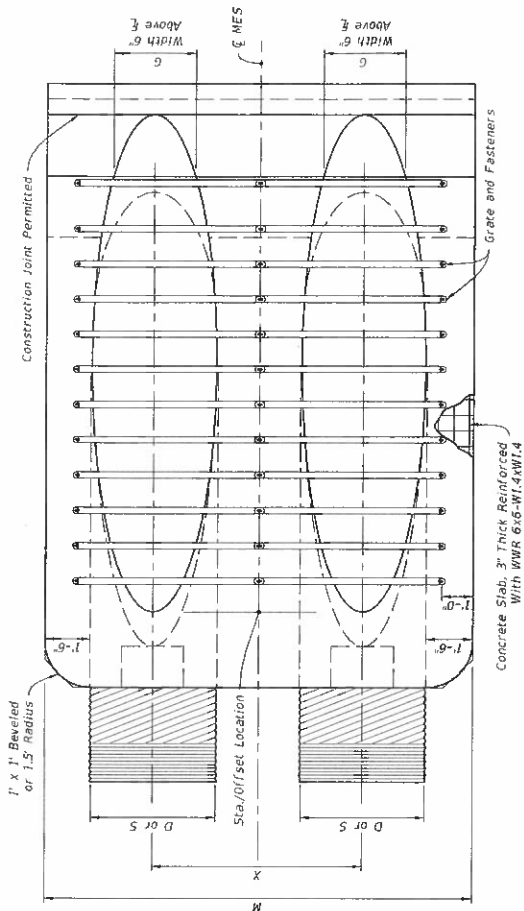 1' X 1' Beveled
or 1.5' Radius
Construction Joint Permitted
G
Width 6"
Above ℄
℄ MES
G
Width 6"
Above ℄
1'-6"
Sta./Offset Location
D or S
X
D or S
M
1'-6"
1'-0"
Grate and Fasteners
Concrete Slab, 3" Thick Reinforced
With WWR 6x6-W1.4xW1.4